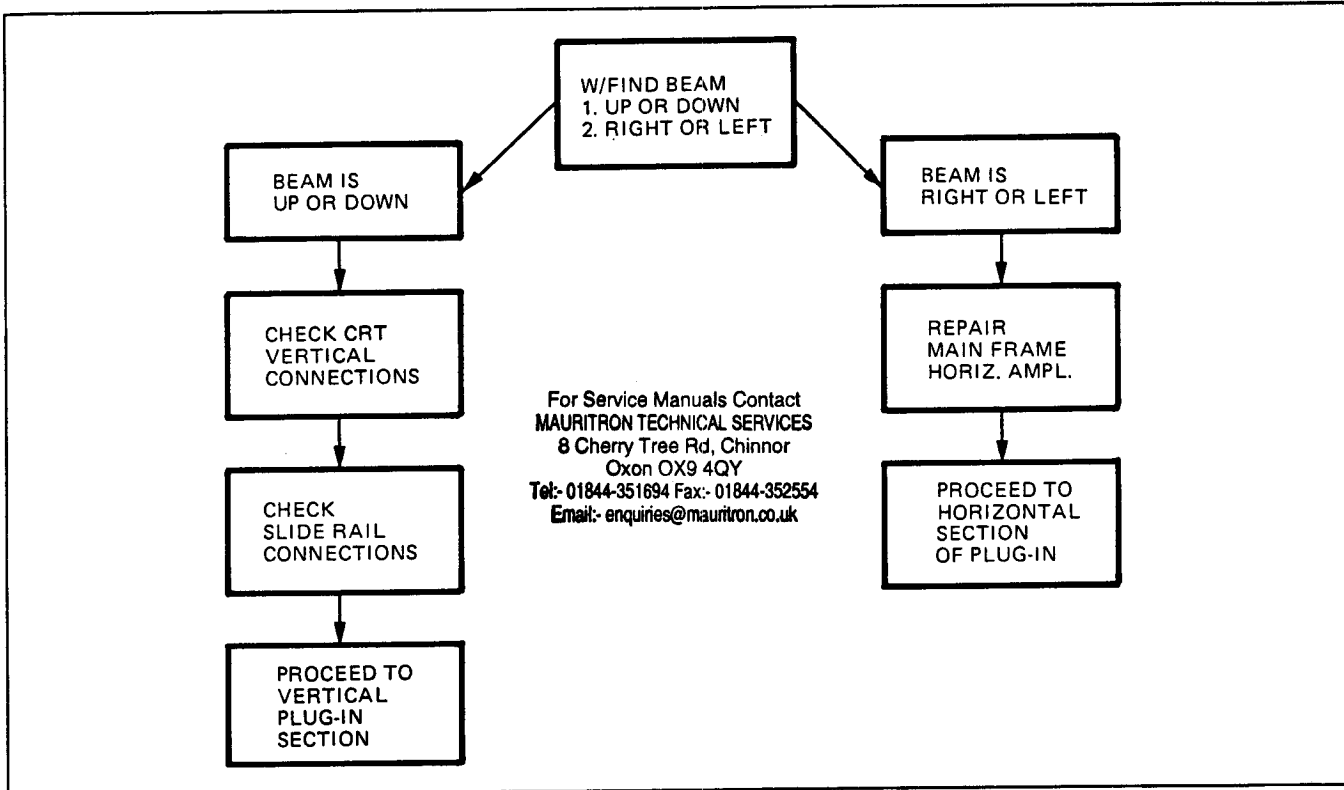 W/FIND BEAM
1. UP OR DOWN
2. RIGHT OR LEFT
BEAM IS
UP OR DOWN
BEAM IS
RIGHT OR LEFT
CHECK CRT
VERTICAL
CONNECTIONS
REPAIR
MAIN FRAME
HORIZ. AMPL.
For Service Manuals Contact
MAURITRON TECHNICAL SERVICES
8 Cherry Tree Rd, Chinnor
Oxon OX9 4QY
Tel:- 01844-351694 Fax:- 01844-352554
Email:- enquiries@mauritron.co.uk
CHECK
SLIDE RAIL
CONNECTIONS
PROCEED TO
HORIZONTAL
SECTION
OF PLUG-IN
PROCEED TO
VERTICAL
PLUG-IN
SECTION